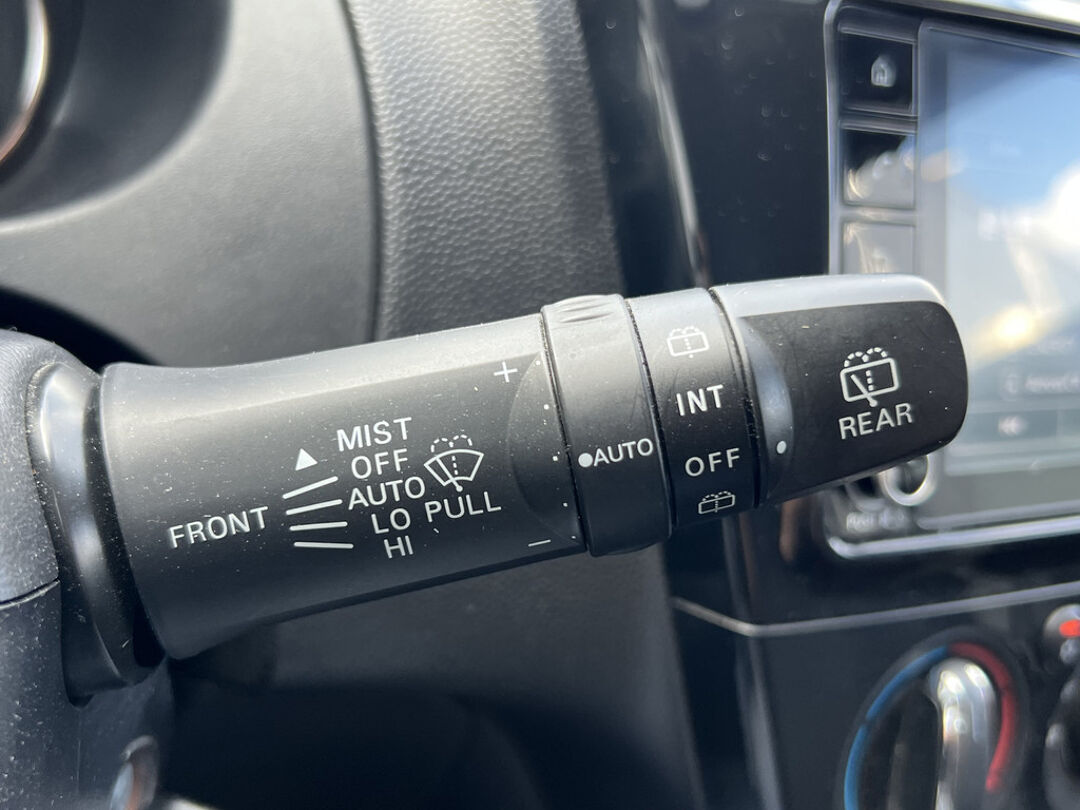 FRONT
MIST
OFF
AUTO
LO PULL
HI
+
−
AUTO
INT
OFF
REAR